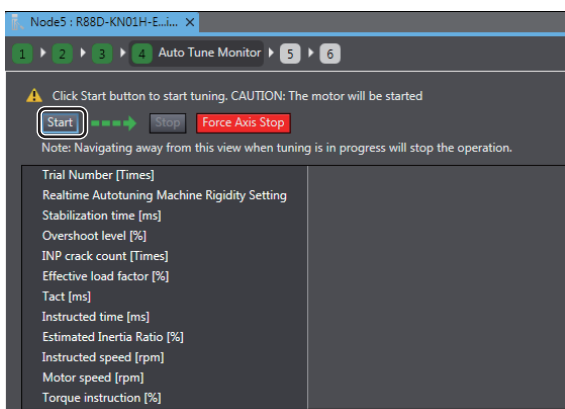 Node5 : R88D-KN01H-E...i... X
1 2 3 4 Auto Tune Monitor 5 6
Click Start button to start tuning. CAUTION: The motor will be started
Start Stop Force Axis Stop
Note: Navigating away from this view when tuning is in progress will stop the operation.
Trial Number [Times]
Realtime Autotuning Machine Rigidity Setting
Stabilization time [ms]
Overshoot level [%]
INP crack count [Times]
Effective load factor [%]
Tact [ms]
Instructed time [ms]
Estimated Inertia Ratio [%]
Instructed speed [rpm]
Motor speed [rpm]
Torque instruction [%]